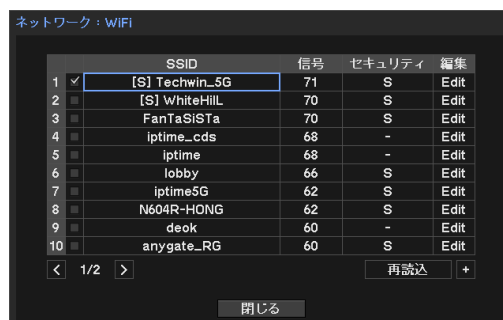 ネットワーク：WiFi
SSID 信号 セキュリティ 編集
1 [S] Techwin_5G 71 S Edit
2 [S] WhiteHilL 70 S Edit
3 FanTaSiSTa 70 S Edit
4 iptime_cds 68 - Edit
5 iptime 68 - Edit
6 lobby 66 S Edit
7 iptime5G 62 S Edit
8 N604R-HONG 62 S Edit
9 deok 60 - Edit
10 anygate_RG 60 S Edit
< 1/2 > 再読込 +
閉じる